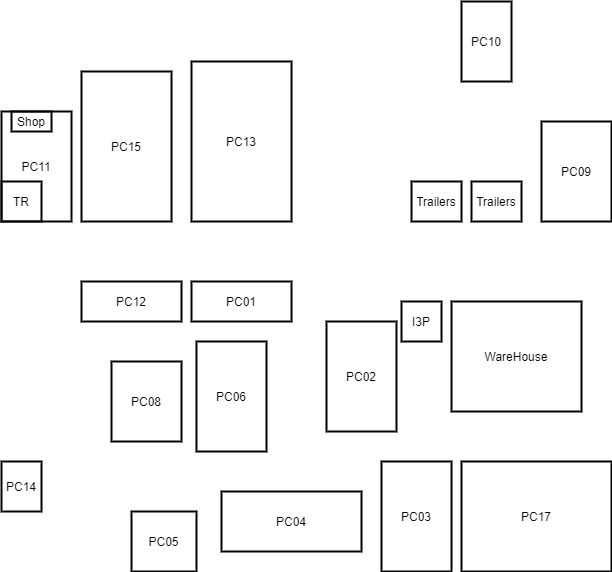 PC10
Shop
PC15
PC13
PC11
PC09
TR
Trailers
Trailers
PC12
PC01
I3P
WareHouse
PC02
PC08
PC06
PC14
PC04
PC03
PC17
PC05